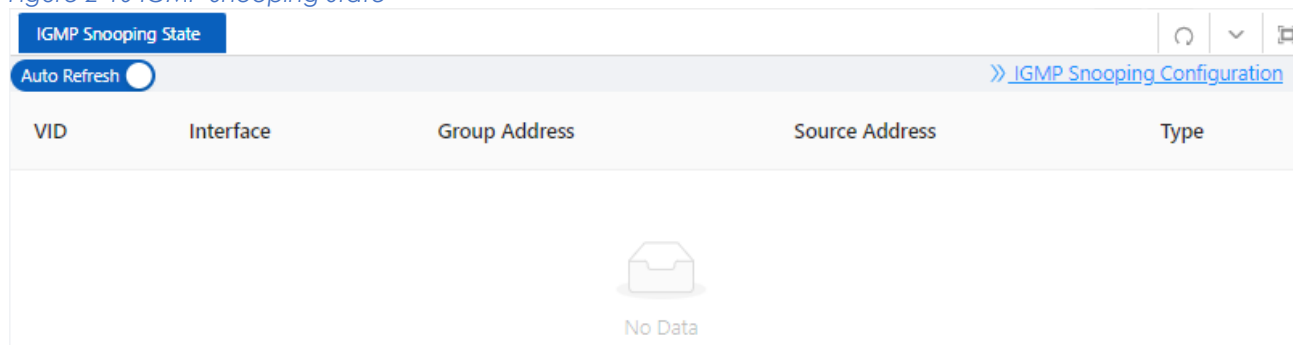 IGMP Snooping State
Auto Refresh
» IGMP Snooping Configuration
VID Interface Group Address Source Address Type
No Data